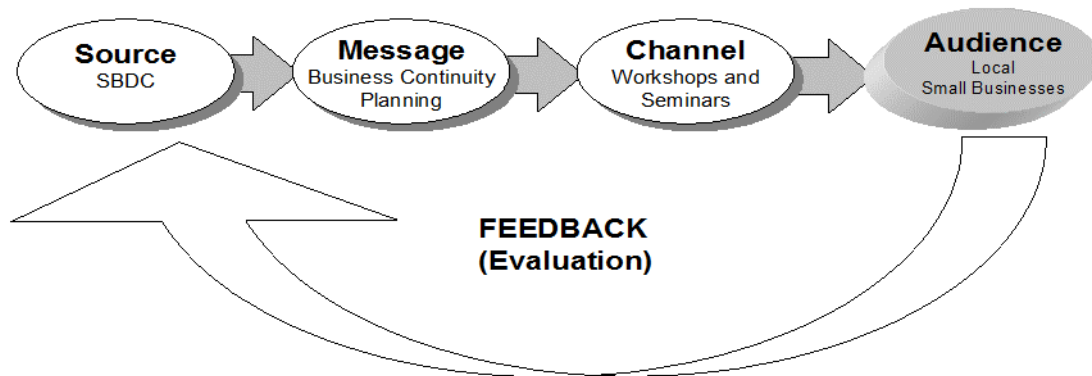 Source
SBDC
Message
Business Continuity
Planning
Channel
Workshops and
Seminars
Audience
Local
Small Businesses
FEEDBACK
(Evaluation)